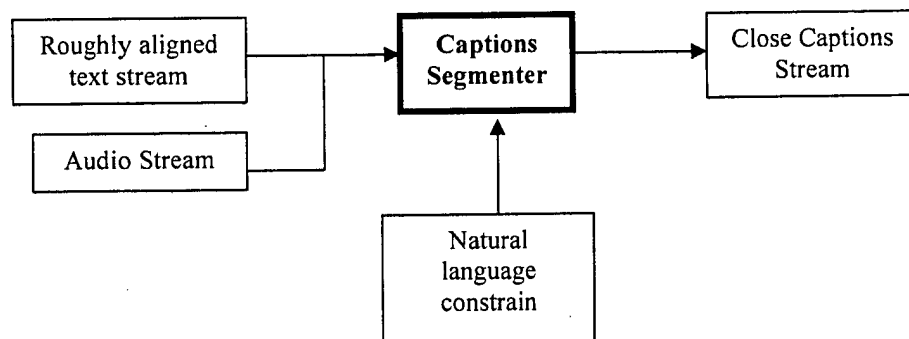 Roughly aligned
text stream
Audio Stream
Captions
Segmenter
Close Captions
Stream
Natural
language
constrain